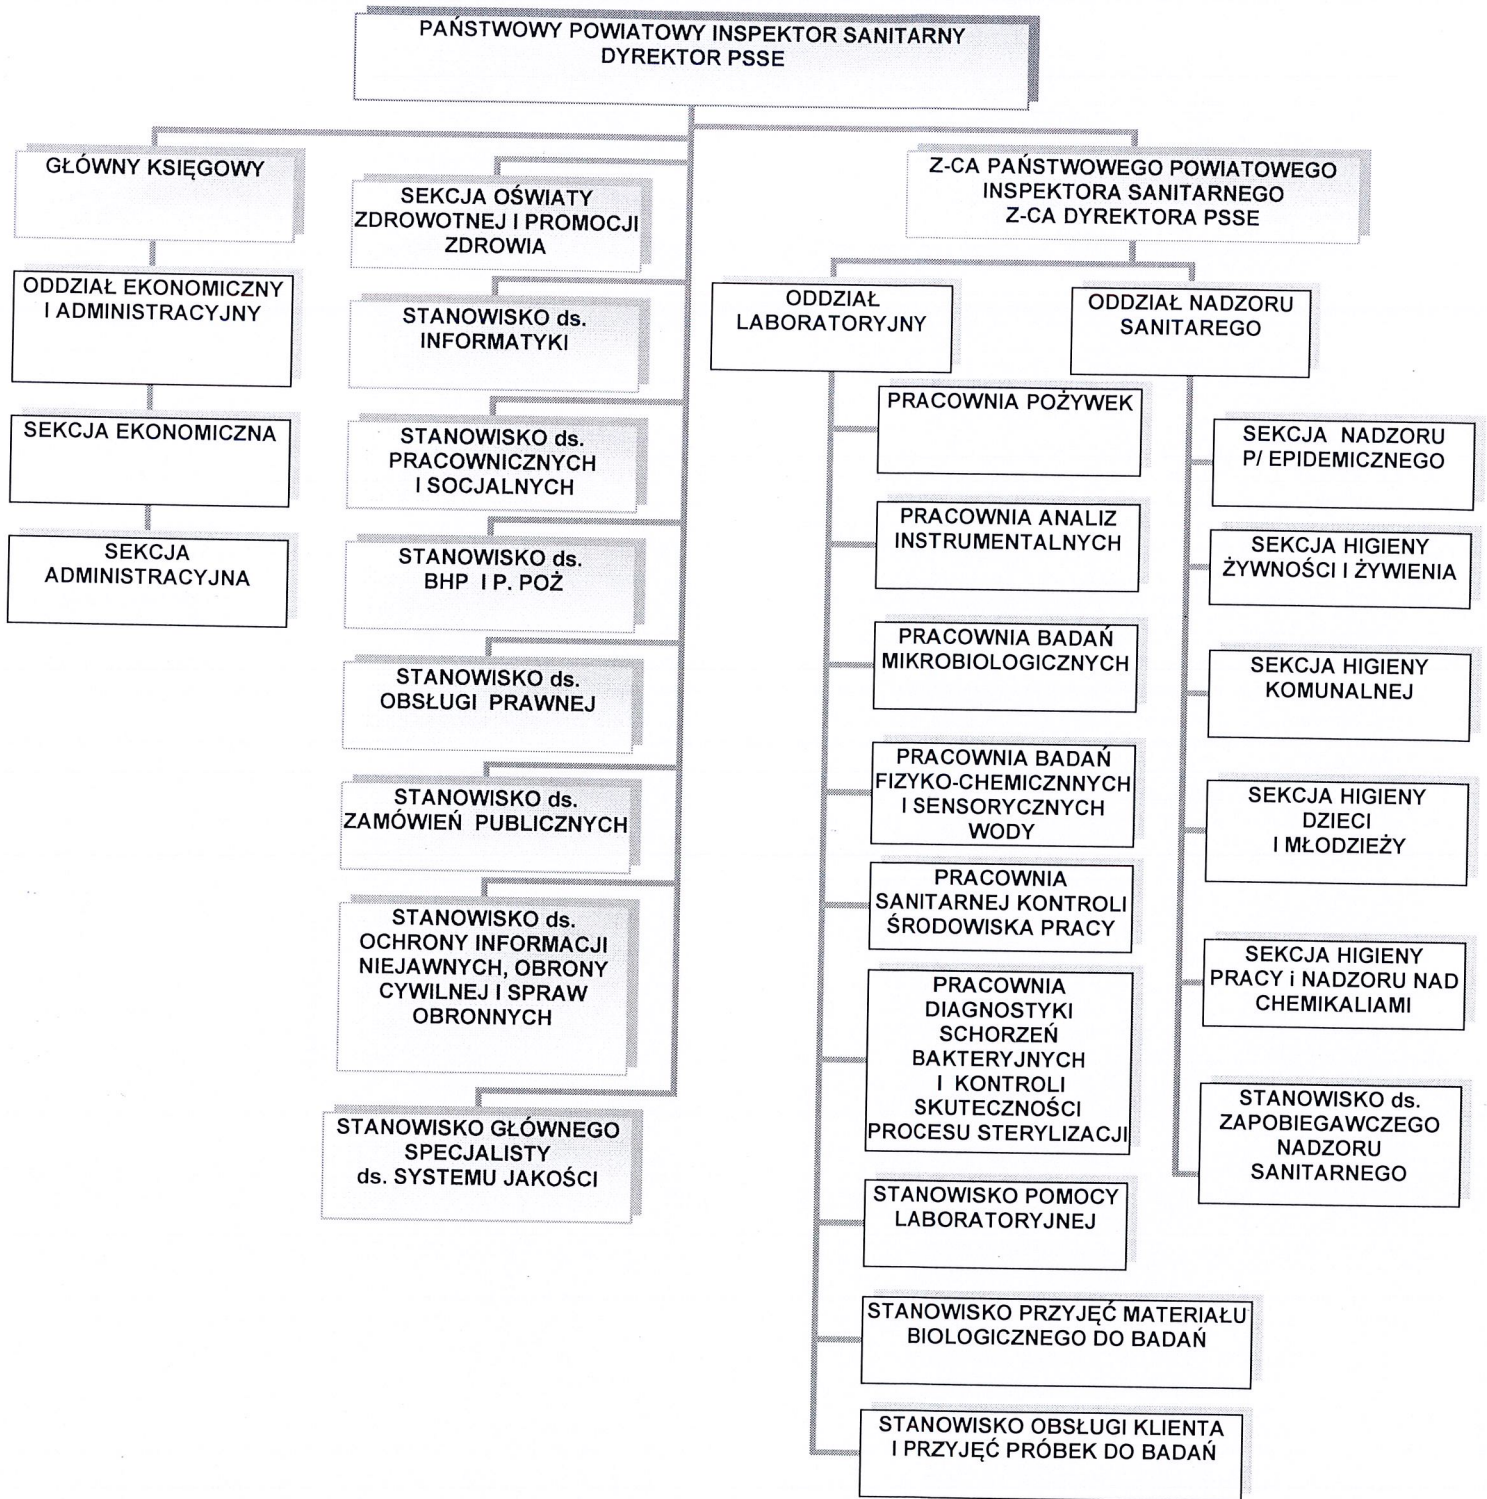 PAŃSTWOWY POWIATOWY INSPEKTOR SANITARNY
DYREKTOR PSSE
GŁÓWNY KSIĘGOWY
ODDZIAŁ EKONOMICZNY
I ADMINISTRACYJNY
SEKCJA EKONOMICZNA
SEKCJA
ADMINISTRACYJNA
SEKCJA OŚWIATY
ZDROWOTNEJ I PROMOCJI
ZDROWIA
STANOWISKO ds.
INFORMATYKI
STANOWISKO ds.
PRACOWNICZNYCH
I SOCJALNYCH
STANOWISKO ds.
BHP I P. POŻ
STANOWISKO ds.
OBSŁUGI PRAWNEJ
STANOWISKO ds.
ZAMÓWIEŃ PUBLICZNYCH
STANOWISKO ds.
OCHRONY INFORMACJI
NIEJAWNYCH, OBRONY
CYWILNEJ I SPRAW
OBRONNYCH
STANOWISKO GŁÓWNEGO
SPECJALISTY
ds. SYSTEMU JAKOŚCI
Z-CA PAŃSTWOWEGO POWIATOWEGO
INSPEKTORA SANITARNEGO
Z-CA DYREKTORA PSSE
ODDZIAŁ
LABORATORYJNY
PRACOWNIA POŻYWEK
PRACOWNIA ANALIZ
INSTRUMENTALNYCH
PRACOWNIA BADAŃ
MIKROBIOLOGICZNYCH
PRACOWNIA BADAŃ
FIZYKO-CHEMICZNNYCH
I SENSORYCZNYCH
WODY
PRACOWNIA
SANITARNEJ KONTROLI
ŚRODOWISKA PRACY
PRACOWNIA
DIAGNOSTYKI
SCHORZEŃ
BAKTERYJNYCH
I KONTROLI
SKUTECZNOŚCI
PROCESU STERYLIZACJI
STANOWISKO POMOCY
LABORATORYJNEJ
STANOWISKO PRZYJĘĆ MATERIAŁU
BIOLOGICZNEGO DO BADAŃ
STANOWISKO OBSŁUGI KLIENTA
I PRZYJĘĆ PRÓBEK DO BADAŃ
ODDZIAŁ NADZORU
SANITAREGO
SEKCJA NADZORU
P/ EPIDEMICZNEGO
SEKCJA HIGIENY
ŻYWNOŚCI I ŻYWIENIA
SEKCJA HIGIENY
KOMUNALNEJ
SEKCJA HIGIENY
DZIECI
I MŁODZIEŻY
SEKCJA HIGIENY
PRACY i NADZORU NAD
CHEMIKALIAMI
STANOWISKO ds.
ZAPOBIEGAWCZEGO
NADZORU
SANITARNEGO